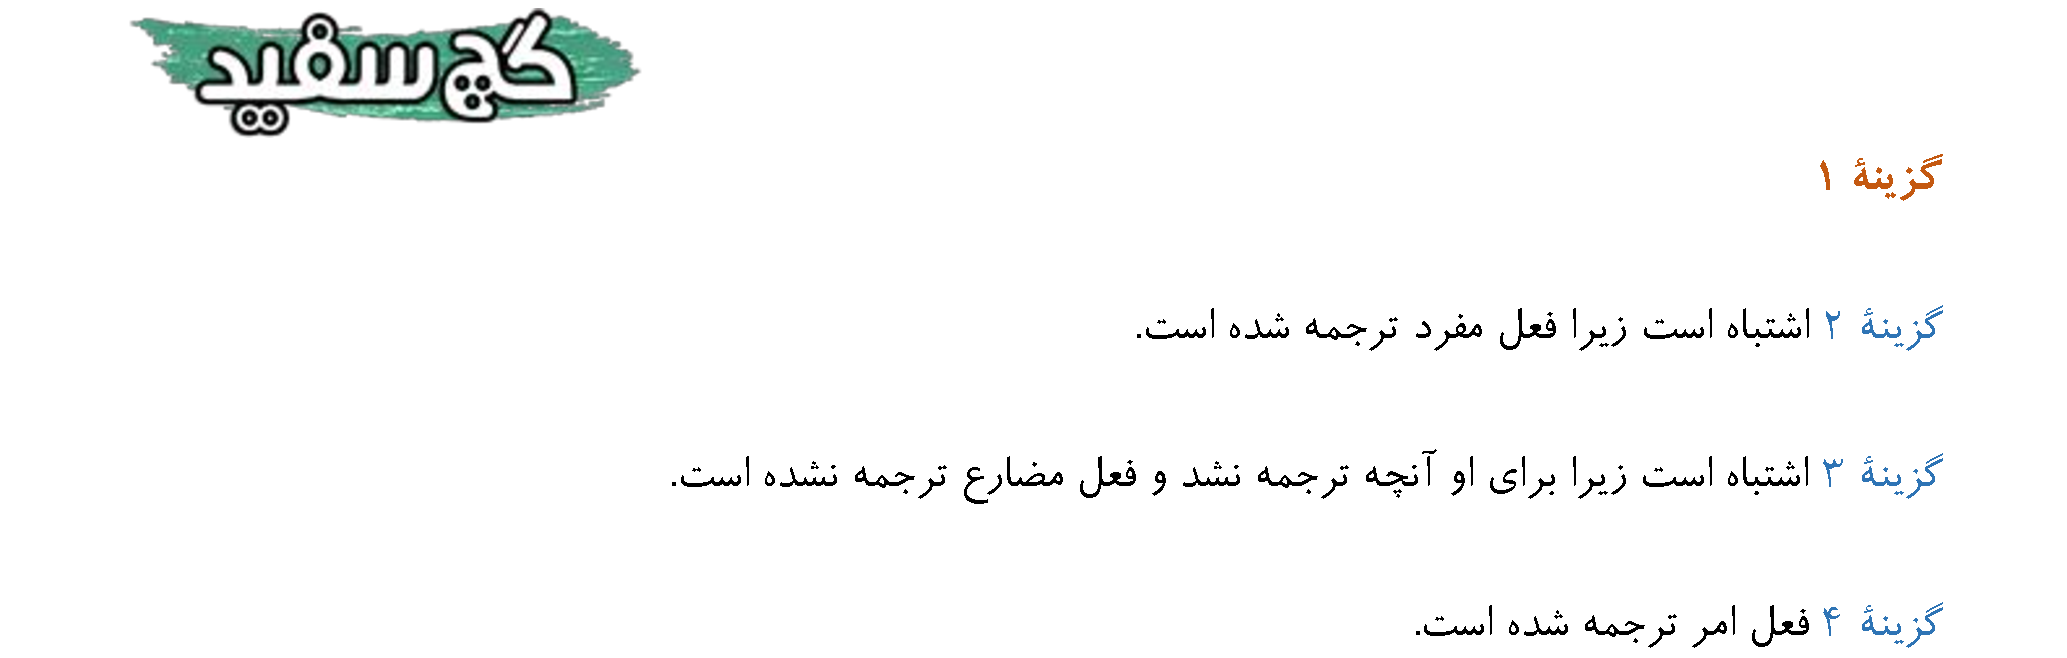 گچ سفید
گزینهٔ ۱
گزینهٔ ۲ اشتباه است زیرا فعل مفرد ترجمه شده است.
گزینهٔ ۳ اشتباه است زیرا برای او آنچه ترجمه نشد و فعل مضارع ترجمه نشده است.
گزینهٔ ۴ فعل امر ترجمه شده است.